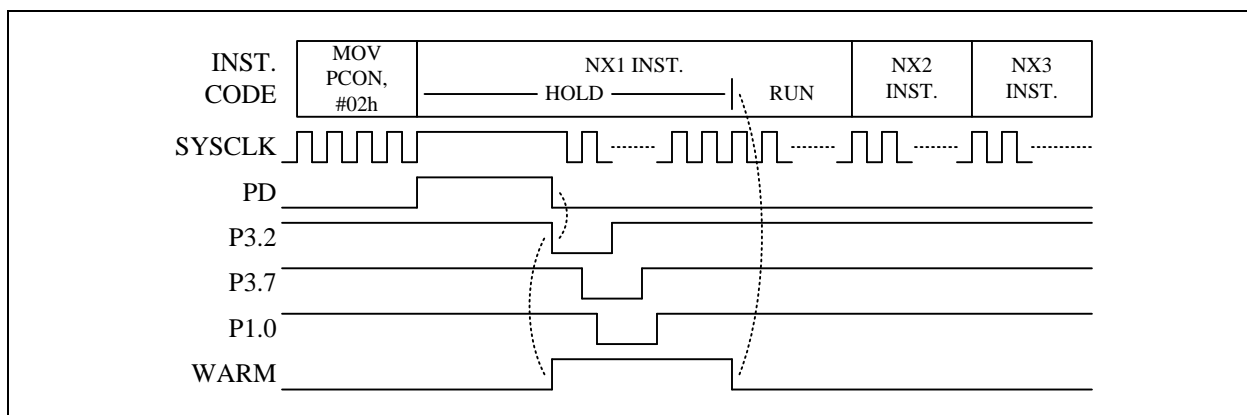 INST.
CODE
MOV
PCON,
#02h
NX1 INST.
HOLD
RUN
NX2
INST.
NX3
INST.
SYSCLK
PD
P3.2
P3.7
P1.0
WARM